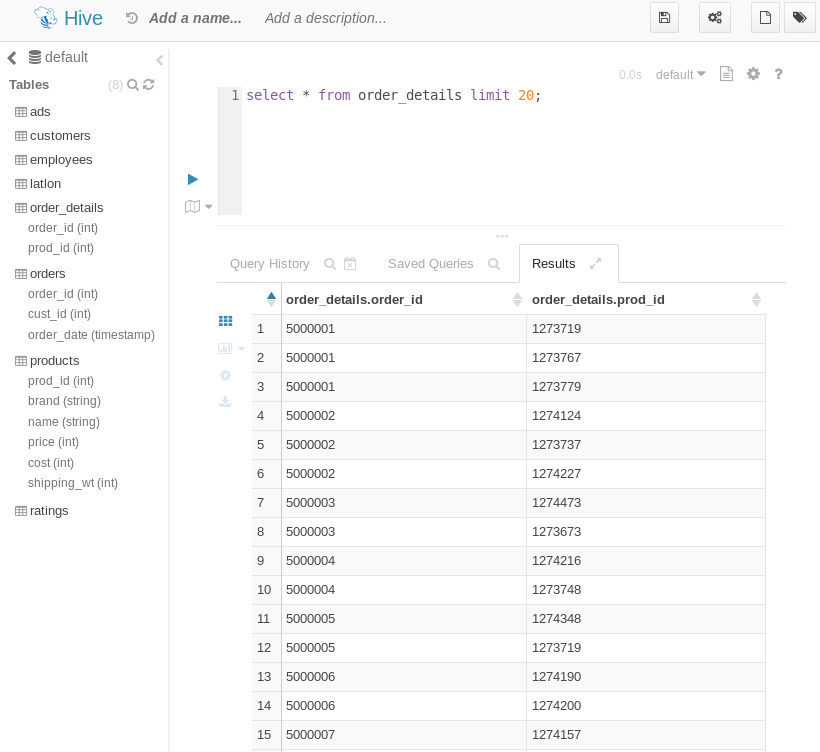 Hive Add a name... Add a description...
default
Tables (8)
ads
customers
employees
latlon
order_details
order_id (int)
prod_id (int)
orders
order_id (int)
cust_id (int)
order_date (timestamp)
products
prod_id (int)
brand (string)
name (string)
price (int)
cost (int)
shipping_wt (int)
ratings
0.0s default ?
1 select * from order_details limit 20;
Query History Saved Queries Results
order_details.order_id order_details.prod_id
1 5000001 1273719
2 5000001 1273767
3 5000001 1273779
4 5000002 1274124
5 5000002 1273737
6 5000002 1274227
7 5000003 1274473
8 5000003 1273673
9 5000004 1274216
10 5000004 1273748
11 5000005 1274348
12 5000005 1273719
13 5000006 1274190
14 5000006 1274200
15 5000007 1274157